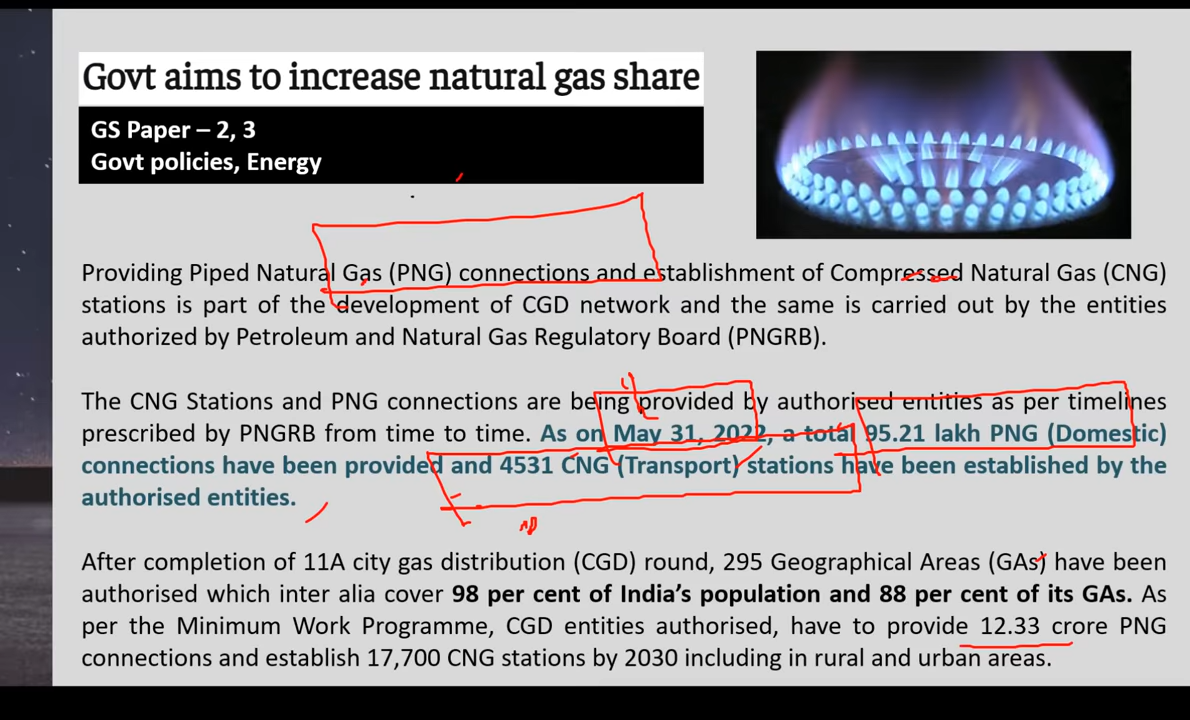 Govt aims to increase natural gas share
GS Paper – 2, 3
Govt policies, Energy
Providing Piped Natural Gas (PNG) connections and establishment of Compressed Natural Gas (CNG)
stations is part of the development of CGD network and the same is carried out by the entities
authorized by Petroleum and Natural Gas Regulatory Board (PNGRB).
The CNG Stations and PNG connections are being provided by authorised entities as per timelines
prescribed by PNGRB from time to time. As on May 31, 2022, a total 95.21 lakh PNG (Domestic)
connections have been provided and 4531 CNG (Transport) stations have been established by the
authorised entities.
After completion of 11A city gas distribution (CGD) round, 295 Geographical Areas (GAs) have been
authorised which inter alia cover 98 per cent of India’s population and 88 per cent of its GAs. As
per the Minimum Work Programme, CGD entities authorised, have to provide 12.33 crore PNG
connections and establish 17,700 CNG stations by 2030 including in rural and urban areas.